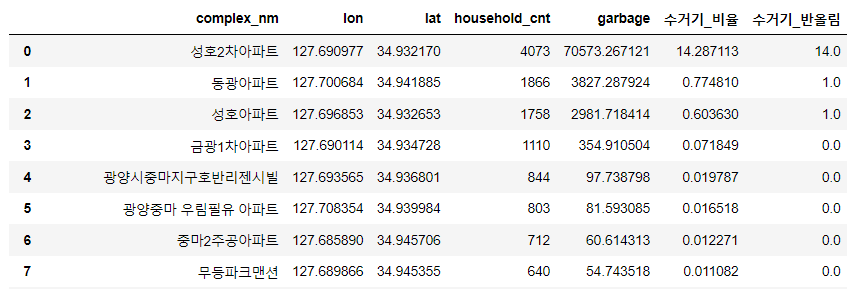 complex_nm lon lat household_cnt garbage 수거기_비율 수거기_반올림
0 성호2차아파트 127.690977 34.932170 4073 70573.267121 14.287113 14.0
1 동광아파트 127.700684 34.941885 1866 3827.287924 0.774810 1.0
2 성호아파트 127.696853 34.932653 1758 2981.718414 0.603630 1.0
3 금광1차아파트 127.690114 34.934728 1110 354.910504 0.071849 0.0
4 광양시중마지구호반리젠시빌 127.693565 34.936801 844 97.738798 0.019787 0.0
5 광양중마 우림필유 아파트 127.708354 34.939984 803 81.593085 0.016518 0.0
6 중마2주공아파트 127.685890 34.945706 712 60.614313 0.012271 0.0
7 무등파크맨션 127.689866 34.945355 640 54.743518 0.011082 0.0